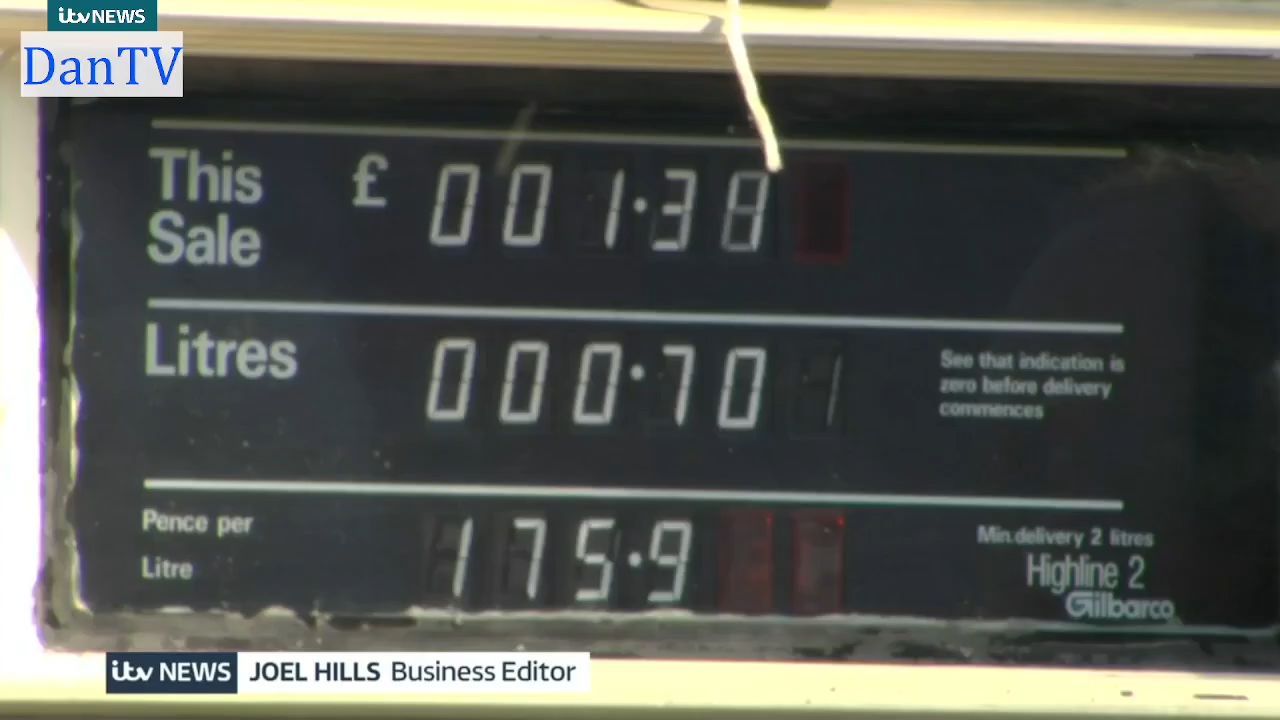 itv NEWS
DanTV
This Sale £ 001.38
Litres 000.70
See that indication is
zero before delivery
commences
Pence per
Litre 175.9
Min.delivery 2 litres
Highline 2
Gilbarco
itv NEWS JOEL HILLS Business Editor